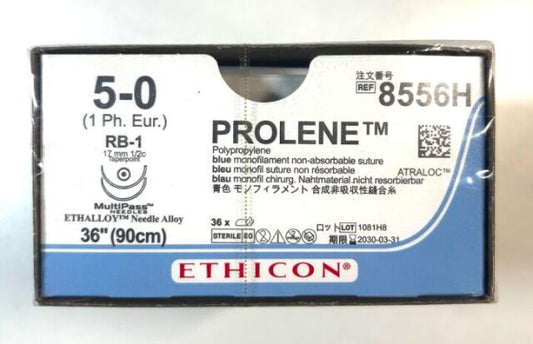 5-0
(1 Ph. Eur.)
RB-1
17 mm 1/2c
Taperpoint
MultiPass™
NEEDLES
ETHALLOY™ Needle Alloy
36" (90cm)
注文番号
REF 8556H
PROLENE™
Polypropylene
blue monofilament non-absorbable suture
bleu monofil suture non résorbable
blau monofil chirurg. Nahtmaterial, nicht resorbierbar
青色 モノフィラメント 合成非吸収性縫合糸
ATRALOC™
36 x
STERILE EO
ロット LOT 1081H8
期限 2030-03-31
ETHICON®